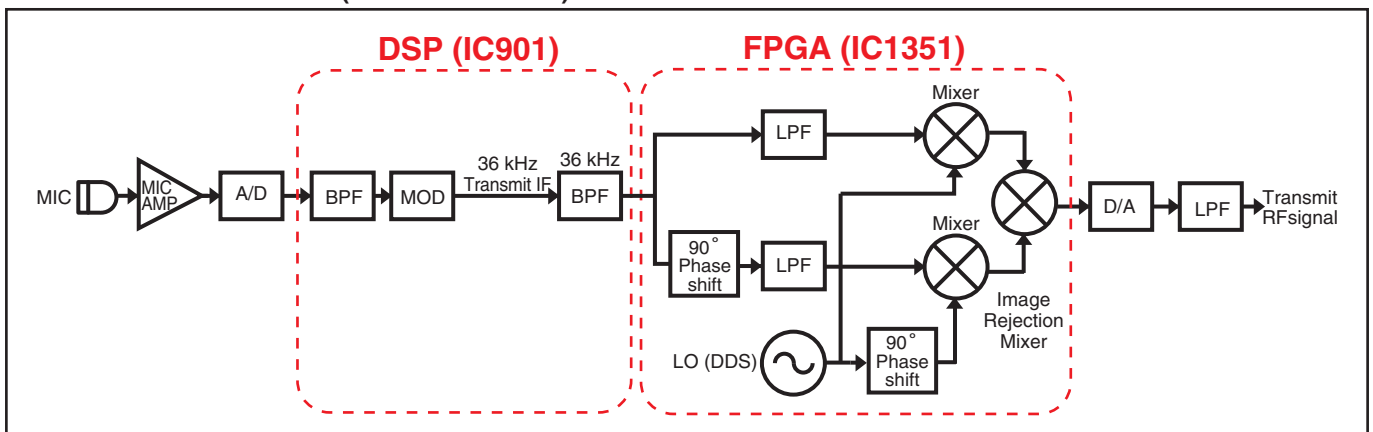 DSP (IC901)
FPGA (IC1351)
MIC
MIC
AMP
A/D
BPF
MOD
36 kHz
Transmit IF
36 kHz
BPF
LPF
Mixer
90°
Phase
shift
LPF
Mixer
LO (DDS)
90°
Phase
shift
Image
Rejection
Mixer
D/A
LPF
Transmit
RFsignal